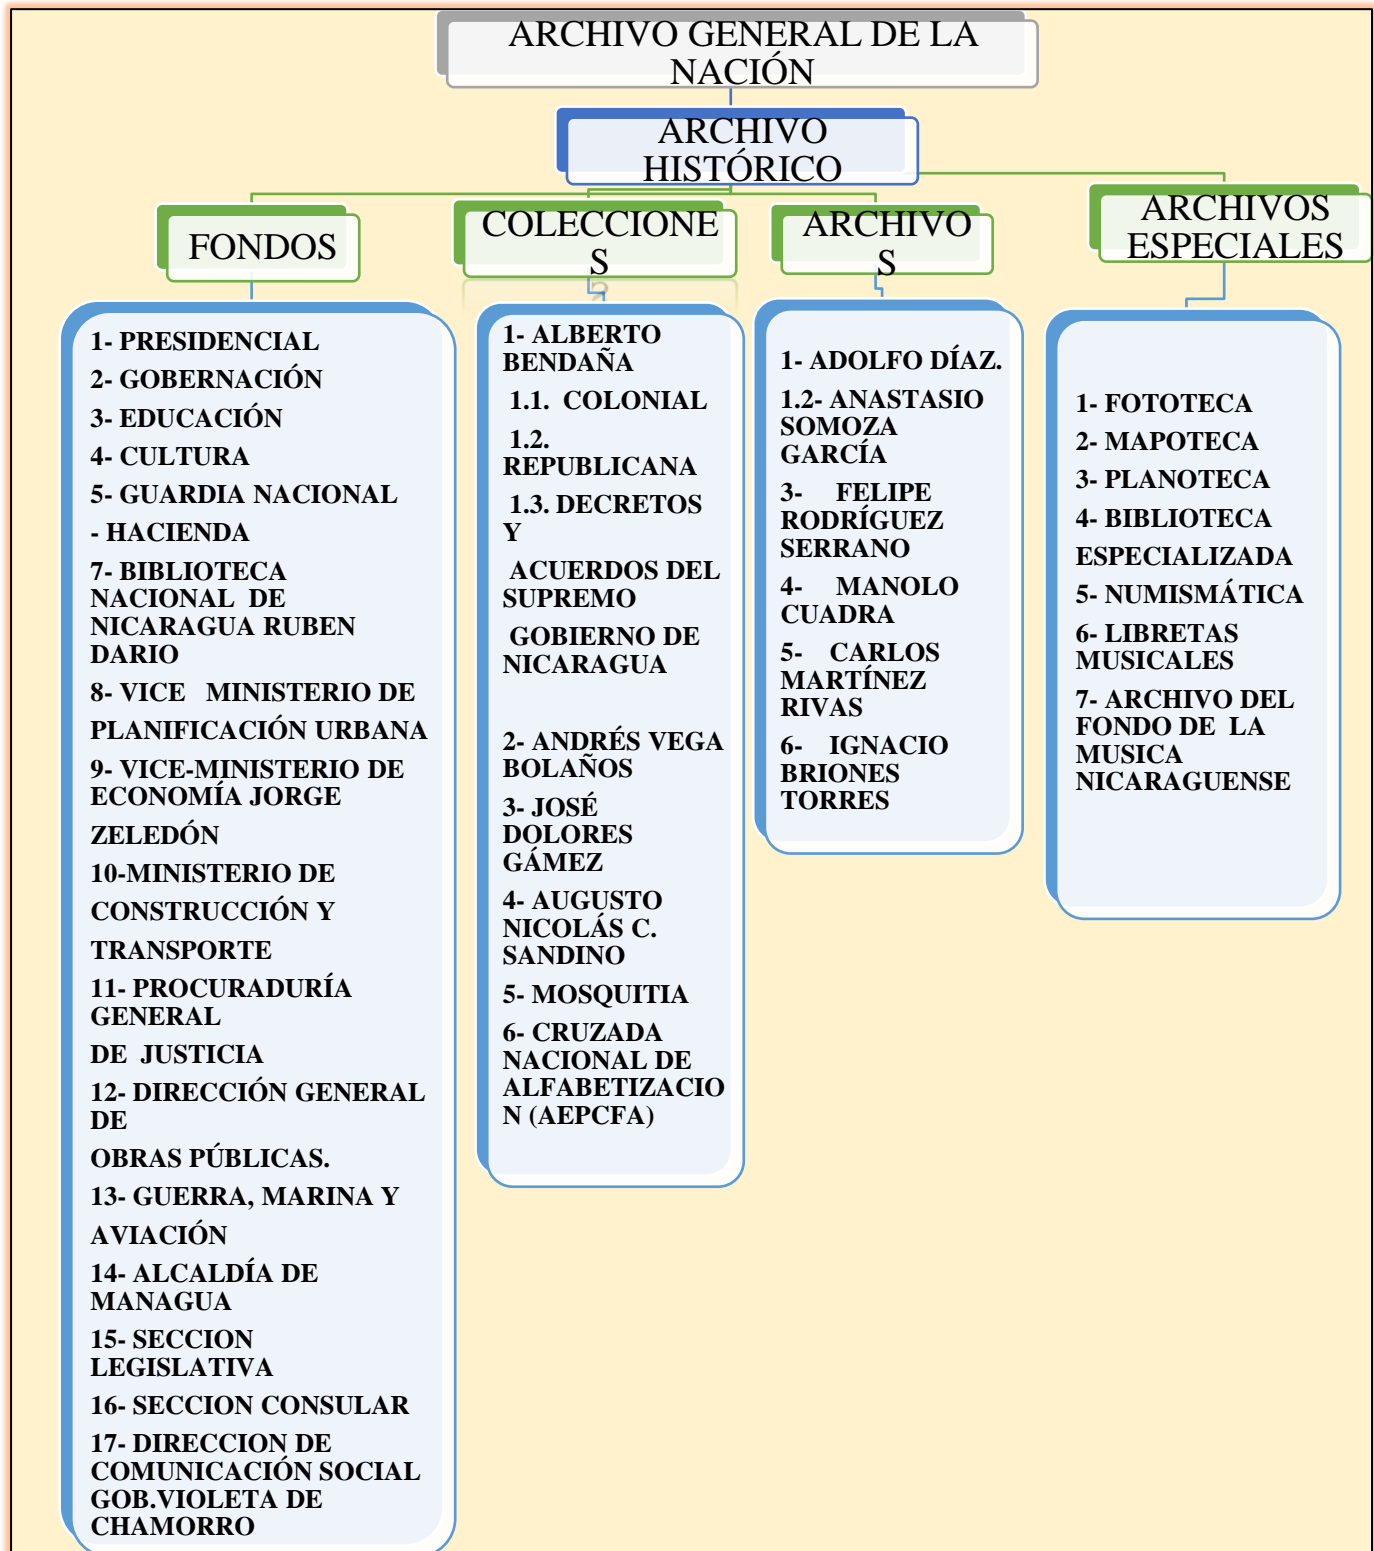 ARCHIVO GENERAL DE LA
NACIÓN
ARCHIVO
HISTÓRICO
FONDOS
1- PRESIDENCIAL
2- GOBERNACIÓN
3- EDUCACIÓN
4- CULTURA
5- GUARDIA NACIONAL
- HACIENDA
7- BIBLIOTECA
NACIONAL DE
NICARAGUA RUBEN
DARIO
8- VICE MINISTERIO DE
PLANIFICACIÓN URBANA
9- VICE-MINISTERIO DE
ECONOMÍA JORGE
ZELEDÓN
10-MINISTERIO DE
CONSTRUCCIÓN Y
TRANSPORTE
11- PROCURADURÍA
GENERAL
DE JUSTICIA
12- DIRECCIÓN GENERAL
DE
OBRAS PÚBLICAS.
13- GUERRA, MARINA Y
AVIACIÓN
14- ALCALDÍA DE
MANAGUA
15- SECCION
LEGISLATIVA
16- SECCION CONSULAR
17- DIRECCION DE
COMUNICACIÓN SOCIAL
GOB.VIOLETA DE
CHAMORRO
COLECCIONE
S
1- ALBERTO
BENDAÑA
1.1. COLONIAL
1.2.
REPUBLICANA
1.3. DECRETOS
Y
ACUERDOS DEL
SUPREMO
GOBIERNO DE
NICARAGUA
2- ANDRÉS VEGA
BOLAÑOS
3- JOSÉ
DOLORES
GÁMEZ
4- AUGUSTO
NICOLÁS C.
SANDINO
5- MOSQUITIA
6- CRUZADA
NACIONAL DE
ALFABETIZACIO
N (AEPCFA)
ARCHIVO
S
1- ADOLFO DÍAZ.
1.2- ANASTASIO
SOMOZA
GARCÍA
3- FELIPE
RODRÍGUEZ
SERRANO
4- MANOLO
CUADRA
5- CARLOS
MARTÍNEZ
RIVAS
6- IGNACIO
BRIONES
TORRES
ARCHIVOS
ESPECIALES
1- FOTOTECA
2- MAPOTECA
3- PLANOTECA
4- BIBLIOTECA
ESPECIALIZADA
5- NUMISMÁTICA
6- LIBRETAS
MUSICALES
7- ARCHIVO DEL
FONDO DE LA
MUSICA
NICARAGUENSE